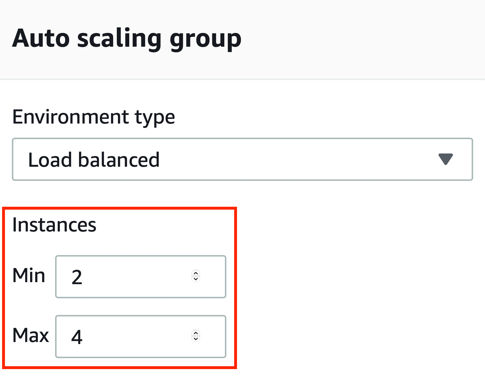 Auto scaling group
Environment type
Load balanced
Instances
Min 2
Max 4